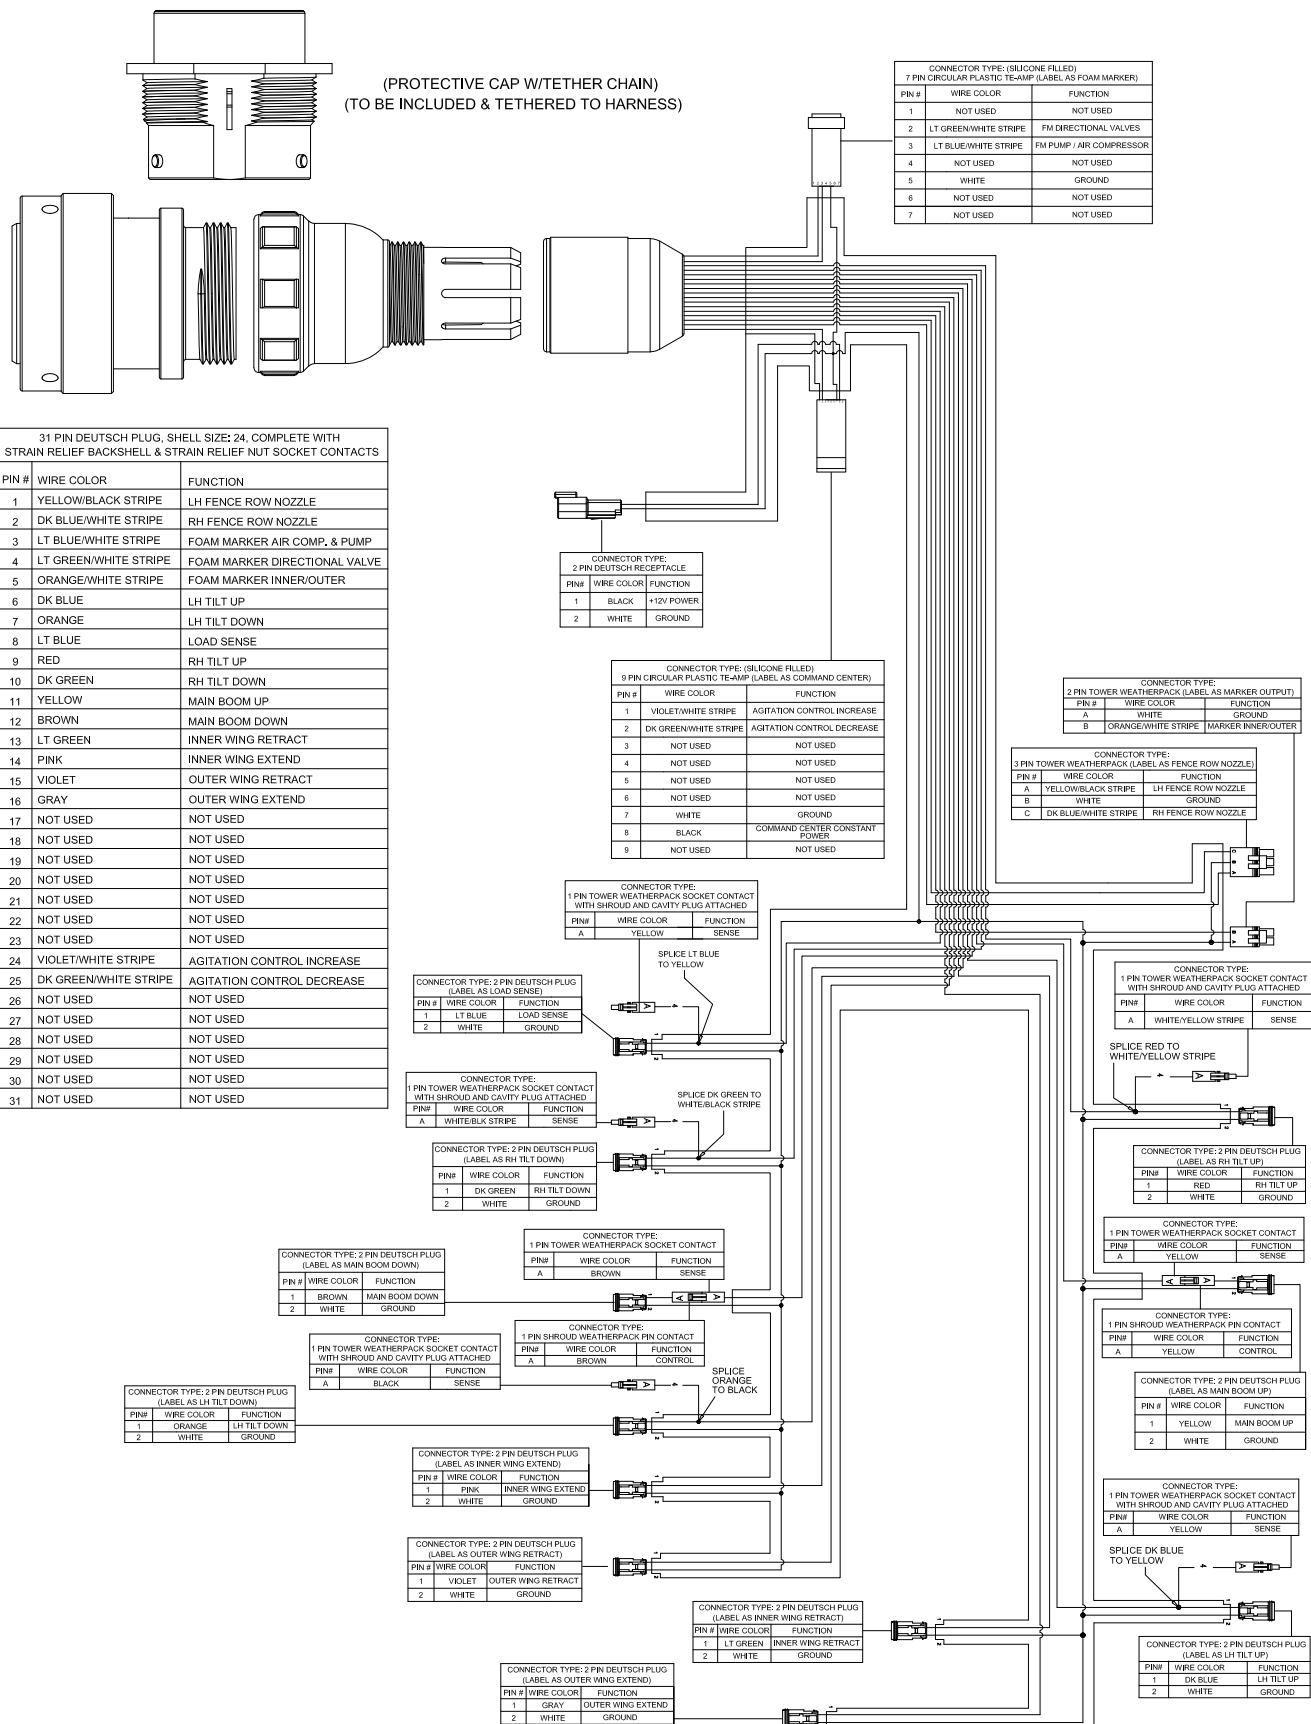 (PROTECTIVE CAP W/TETHER CHAIN)
(TO BE INCLUDED & TETHERED TO HARNESS)
CONNECTOR TYPE: (SILICONE FILLED)
7 PIN CIRCULAR PLASTIC TE-AMP (LABEL AS FOAM MARKER)
PIN # WIRE COLOR FUNCTION
1 NOT USED NOT USED
2 LT GREEN/WHITE STRIPE FM DIRECTIONAL VALVES
3 LT BLUE/WHITE STRIPE FM PUMP / AIR COMPRESSOR
4 NOT USED NOT USED
5 WHITE GROUND
6 NOT USED NOT USED
7 NOT USED NOT USED
31 PIN DEUTSCH PLUG, SHELL SIZE: 24, COMPLETE WITH
STRAIN RELIEF BACKSHELL & STRAIN RELIEF NUT SOCKET CONTACTS
PIN # WIRE COLOR FUNCTION
1 YELLOW/BLACK STRIPE LH FENCE ROW NOZZLE
2 DK BLUE/WHITE STRIPE RH FENCE ROW NOZZLE
3 LT BLUE/WHITE STRIPE FOAM MARKER AIR COMP. & PUMP
4 LT GREEN/WHITE STRIPE FOAM MARKER DIRECTIONAL VALVE
5 ORANGE/WHITE STRIPE FOAM MARKER INNER/OUTER
6 DK BLUE LH TILT UP
7 ORANGE LH TILT DOWN
8 LT BLUE LOAD SENSE
9 RED RH TILT UP
10 DK GREEN RH TILT DOWN
11 YELLOW MAIN BOOM UP
12 BROWN MAIN BOOM DOWN
13 LT GREEN INNER WING RETRACT
14 PINK INNER WING EXTEND
15 VIOLET OUTER WING RETRACT
16 GRAY OUTER WING EXTEND
17 NOT USED NOT USED
18 NOT USED NOT USED
19 NOT USED NOT USED
20 NOT USED NOT USED
21 NOT USED NOT USED
22 NOT USED NOT USED
23 NOT USED NOT USED
24 VIOLET/WHITE STRIPE AGITATION CONTROL INCREASE
25 DK GREEN/WHITE STRIPE AGITATION CONTROL DECREASE
26 NOT USED NOT USED
27 NOT USED NOT USED
28 NOT USED NOT USED
29 NOT USED NOT USED
30 NOT USED NOT USED
31 NOT USED NOT USED
CONNECTOR TYPE:
2 PIN DEUTSCH RECEPTACLE
PIN# WIRE COLOR FUNCTION
1 BLACK +12V POWER
2 WHITE GROUND
CONNECTOR TYPE: (SILICONE FILLED)
9 PIN CIRCULAR PLASTIC TE-AMP (LABEL AS COMMAND CENTER)
PIN # WIRE COLOR FUNCTION
1 VIOLET/WHITE STRIPE AGITATION CONTROL INCREASE
2 DK GREEN/WHITE STRIPE AGITATION CONTROL DECREASE
3 NOT USED NOT USED
4 NOT USED NOT USED
5 NOT USED NOT USED
6 NOT USED NOT USED
7 WHITE GROUND
8 BLACK COMMAND CENTER CONSTANT POWER
9 NOT USED NOT USED
CONNECTOR TYPE:
2 PIN TOWER WEATHERPACK (LABEL AS MARKER OUTPUT)
PIN # WIRE COLOR FUNCTION
A WHITE GROUND
B ORANGE/WHITE STRIPE MARKER INNER/OUTER
CONNECTOR TYPE:
3 PIN TOWER WEATHERPACK (LABEL AS FENCE ROW NOZZLE)
PIN # WIRE COLOR FUNCTION
A YELLOW/BLACK STRIPE LH FENCE ROW NOZZLE
B WHITE GROUND
C DK BLUE/WHITE STRIPE RH FENCE ROW NOZZLE
C
B
A
B
A
CONNECTOR TYPE:
1 PIN TOWER WEATHERPACK SOCKET CONTACT
WITH SHROUD AND CAVITY PLUG ATTACHED
PIN# WIRE COLOR FUNCTION
A YELLOW SENSE
SPLICE LT BLUE
TO YELLOW
CONNECTOR TYPE: 2 PIN DEUTSCH PLUG
(LABEL AS LOAD SENSE)
PIN # WIRE COLOR FUNCTION
1 LT BLUE LOAD SENSE
2 WHITE GROUND
CONNECTOR TYPE:
1 PIN TOWER WEATHERPACK SOCKET CONTACT
WITH SHROUD AND CAVITY PLUG ATTACHED
PIN# WIRE COLOR FUNCTION
A WHITE/YELLOW STRIPE SENSE
SPLICE RED TO
WHITE/YELLOW STRIPE
CONNECTOR TYPE:
1 PIN TOWER WEATHERPACK SOCKET CONTACT
WITH SHROUD AND CAVITY PLUG ATTACHED
PIN# WIRE COLOR FUNCTION
A WHITE/BLK STRIPE SENSE
SPLICE DK GREEN TO
WHITE/BLACK STRIPE
CONNECTOR TYPE: 2 PIN DEUTSCH PLUG
(LABEL AS RH TILT DOWN)
PIN# WIRE COLOR FUNCTION
1 DK GREEN RH TILT DOWN
2 WHITE GROUND
CONNECTOR TYPE: 2 PIN DEUTSCH PLUG
(LABEL AS RH TILT UP)
PIN# WIRE COLOR FUNCTION
1 RED RH TILT UP
2 WHITE GROUND
CONNECTOR TYPE:
1 PIN TOWER WEATHERPACK SOCKET CONTACT
PIN# WIRE COLOR FUNCTION
A YELLOW SENSE
CONNECTOR TYPE:
1 PIN TOWER WEATHERPACK SOCKET CONTACT
PIN# WIRE COLOR FUNCTION
A BROWN SENSE
CONNECTOR TYPE: 2 PIN DEUTSCH PLUG
(LABEL AS MAIN BOOM DOWN)
PIN # WIRE COLOR FUNCTION
1 BROWN MAIN BOOM DOWN
2 WHITE GROUND
CONNECTOR TYPE:
1 PIN SHROUD WEATHERPACK PIN CONTACT
PIN# WIRE COLOR FUNCTION
A BROWN CONTROL
CONNECTOR TYPE:
1 PIN SHROUD WEATHERPACK PIN CONTACT
PIN# WIRE COLOR FUNCTION
A YELLOW CONTROL
CONNECTOR TYPE:
1 PIN TOWER WEATHERPACK SOCKET CONTACT
WITH SHROUD AND CAVITY PLUG ATTACHED
PIN# WIRE COLOR FUNCTION
A BLACK SENSE
SPLICE
ORANGE
TO BLACK
CONNECTOR TYPE: 2 PIN DEUTSCH PLUG
(LABEL AS LH TILT DOWN)
PIN# WIRE COLOR FUNCTION
1 ORANGE LH TILT DOWN
2 WHITE GROUND
CONNECTOR TYPE: 2 PIN DEUTSCH PLUG
(LABEL AS MAIN BOOM UP)
PIN # WIRE COLOR FUNCTION
1 YELLOW MAIN BOOM UP
2 WHITE GROUND
CONNECTOR TYPE: 2 PIN DEUTSCH PLUG
(LABEL AS INNER WING EXTEND)
PIN # WIRE COLOR FUNCTION
1 PINK INNER WING EXTEND
2 WHITE GROUND
CONNECTOR TYPE:
1 PIN TOWER WEATHERPACK SOCKET CONTACT
WITH SHROUD AND CAVITY PLUG ATTACHED
PIN# WIRE COLOR FUNCTION
A YELLOW SENSE
SPLICE DK BLUE
TO YELLOW
CONNECTOR TYPE: 2 PIN DEUTSCH PLUG
(LABEL AS OUTER WING RETRACT)
PIN # WIRE COLOR FUNCTION
1 VIOLET OUTER WING RETRACT
2 WHITE GROUND
CONNECTOR TYPE: 2 PIN DEUTSCH PLUG
(LABEL AS INNER WING RETRACT)
PIN # WIRE COLOR FUNCTION
1 LT GREEN INNER WING RETRACT
2 WHITE GROUND
CONNECTOR TYPE: 2 PIN DEUTSCH PLUG
(LABEL AS LH TILT UP)
PIN# WIRE COLOR FUNCTION
1 DK BLUE LH TILT UP
2 WHITE GROUND
CONNECTOR TYPE: 2 PIN DEUTSCH PLUG
(LABEL AS OUTER WING EXTEND)
PIN # WIRE COLOR FUNCTION
1 GRAY OUTER WING EXTEND
2 WHITE GROUND